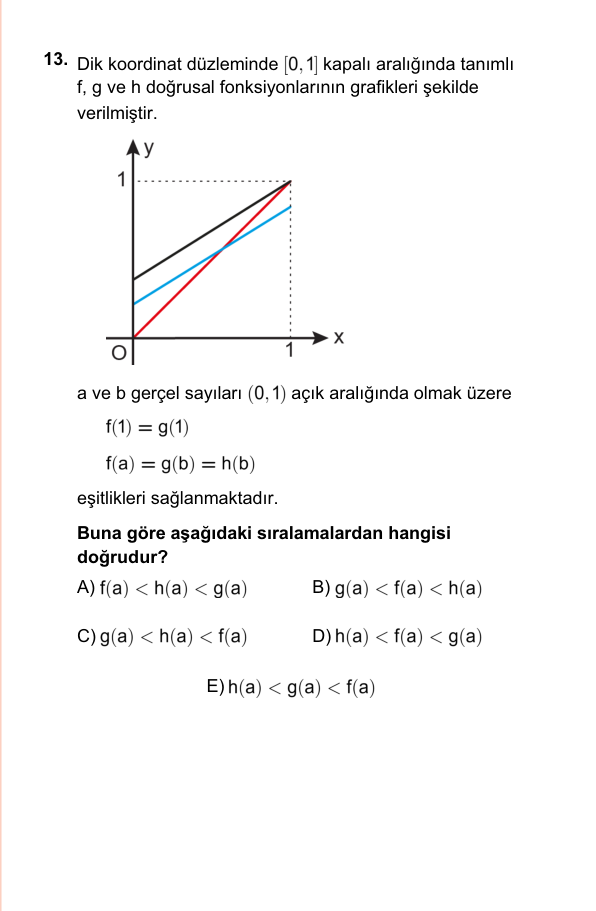 13. Dik koordinat düzleminde [0, 1] kapalı aralığında tanımlı
f, g ve h doğrusal fonksiyonlarının grafikleri şekilde
verilmiştir.
y
1
x
O
1
a ve b gerçel sayıları (0, 1) açık aralığında olmak üzere
f(1) = g(1)
f(a) = g(b) = h(b)
eşitlikleri sağlanmaktadır.
Buna göre aşağıdaki sıralamalardan hangisi
doğrudur?
A) f(a) < h(a) < g(a) B) g(a) < f(a) < h(a)
C) g(a) < h(a) < f(a) D) h(a) < f(a) < g(a)
E) h(a) < g(a) < f(a)